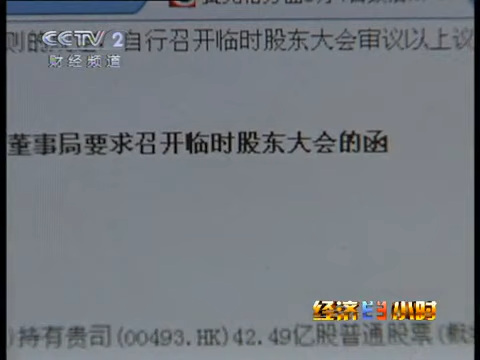 CCTV 2
财经频道
自行召开临时股东大会审议以上议
董事局要求召开临时股东大会的函
经济半小时
)持有贵司(00493.HK)42.49亿股普通股票(截